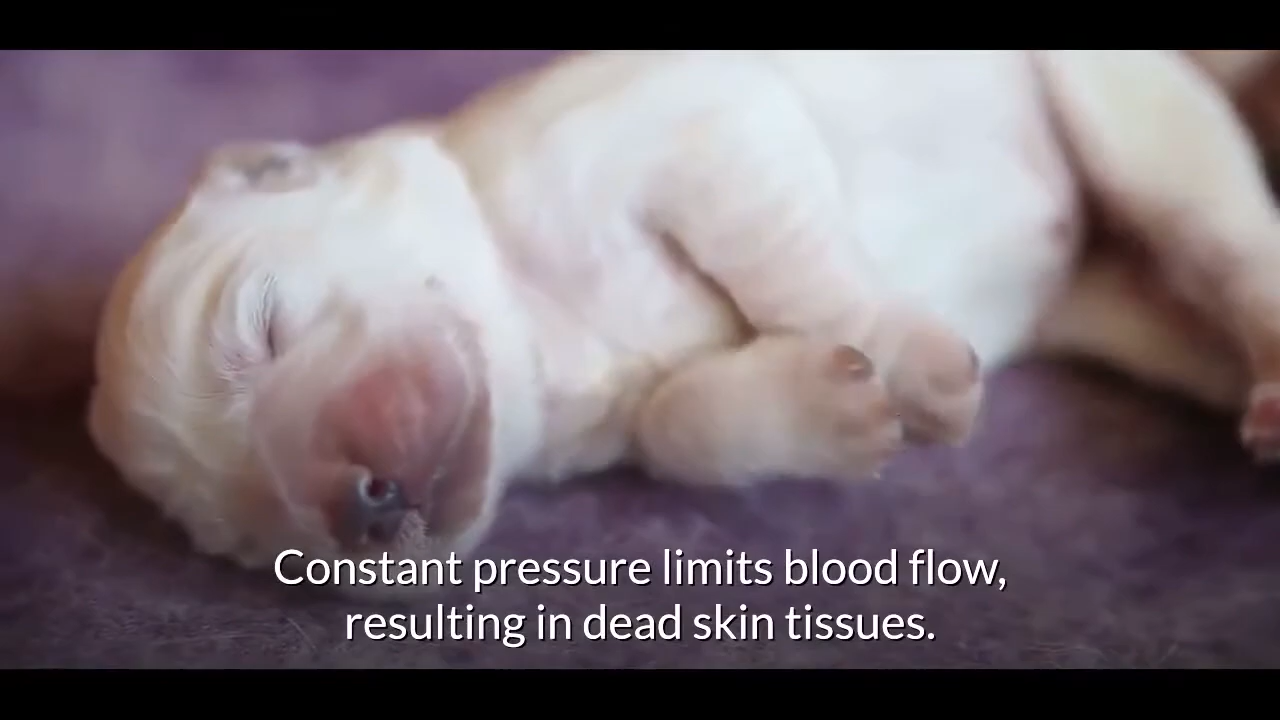 Constant pressure limits blood flow,
resulting in dead skin tissues.